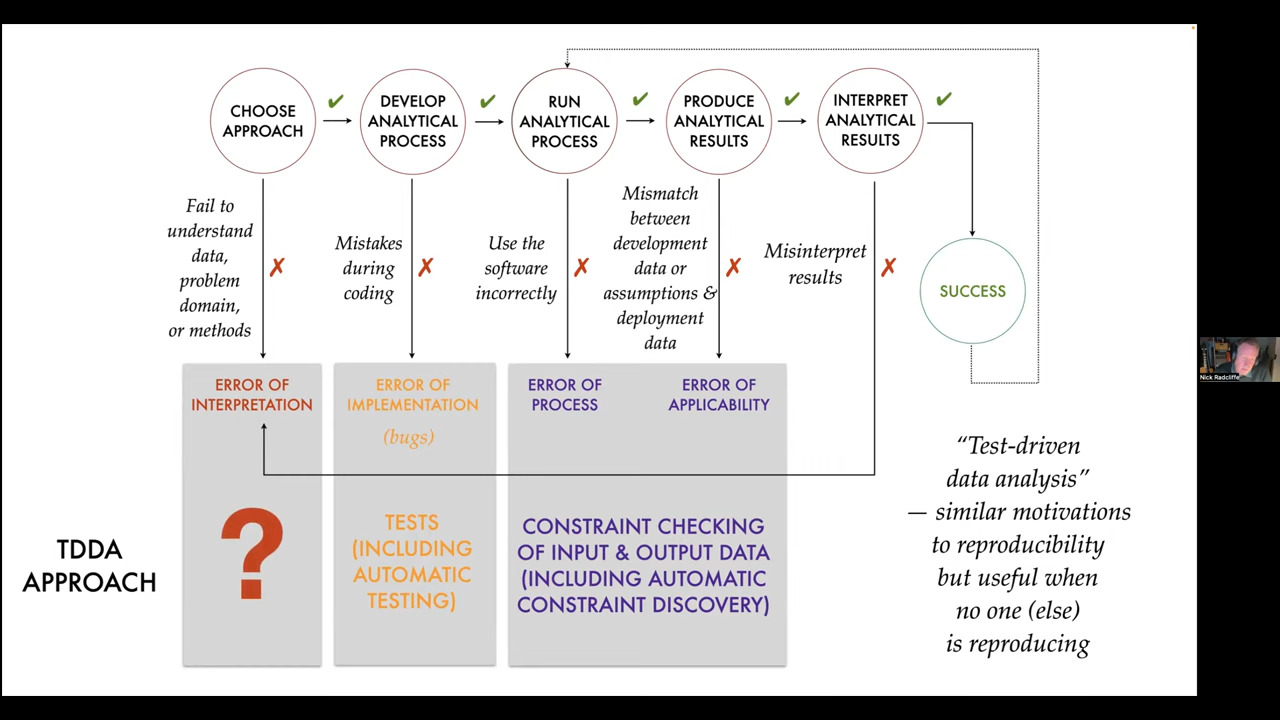 CHOOSE
APPROACH
✔
DEVELOP
ANALYTICAL
PROCESS
✔
RUN
ANALYTICAL
PROCESS
✔
PRODUCE
ANALYTICAL
RESULTS
✔
INTERPRET
ANALYTICAL
RESULTS
✔
Fail to
understand
data,
problem
domain,
or methods
✗
Mistakes
during
coding
✗
Use the
software
incorrectly
✗
Mismatch
between
development
data or
assumptions &
deployment
data
✗
Misinterpret
results
✗
SUCCESS
ERROR OF
INTERPRETATION
ERROR OF
IMPLEMENTATION
(bugs)
ERROR OF
PROCESS
ERROR OF
APPLICABILITY
TDDA
APPROACH
?
TESTS
(INCLUDING
AUTOMATIC
TESTING)
CONSTRAINT CHECKING
OF INPUT & OUTPUT DATA
(INCLUDING AUTOMATIC
CONSTRAINT DISCOVERY)
“Test-driven
data analysis”
— similar motivations
to reproducibility
but useful when
no one (else)
is reproducing
Nick Radcliffe